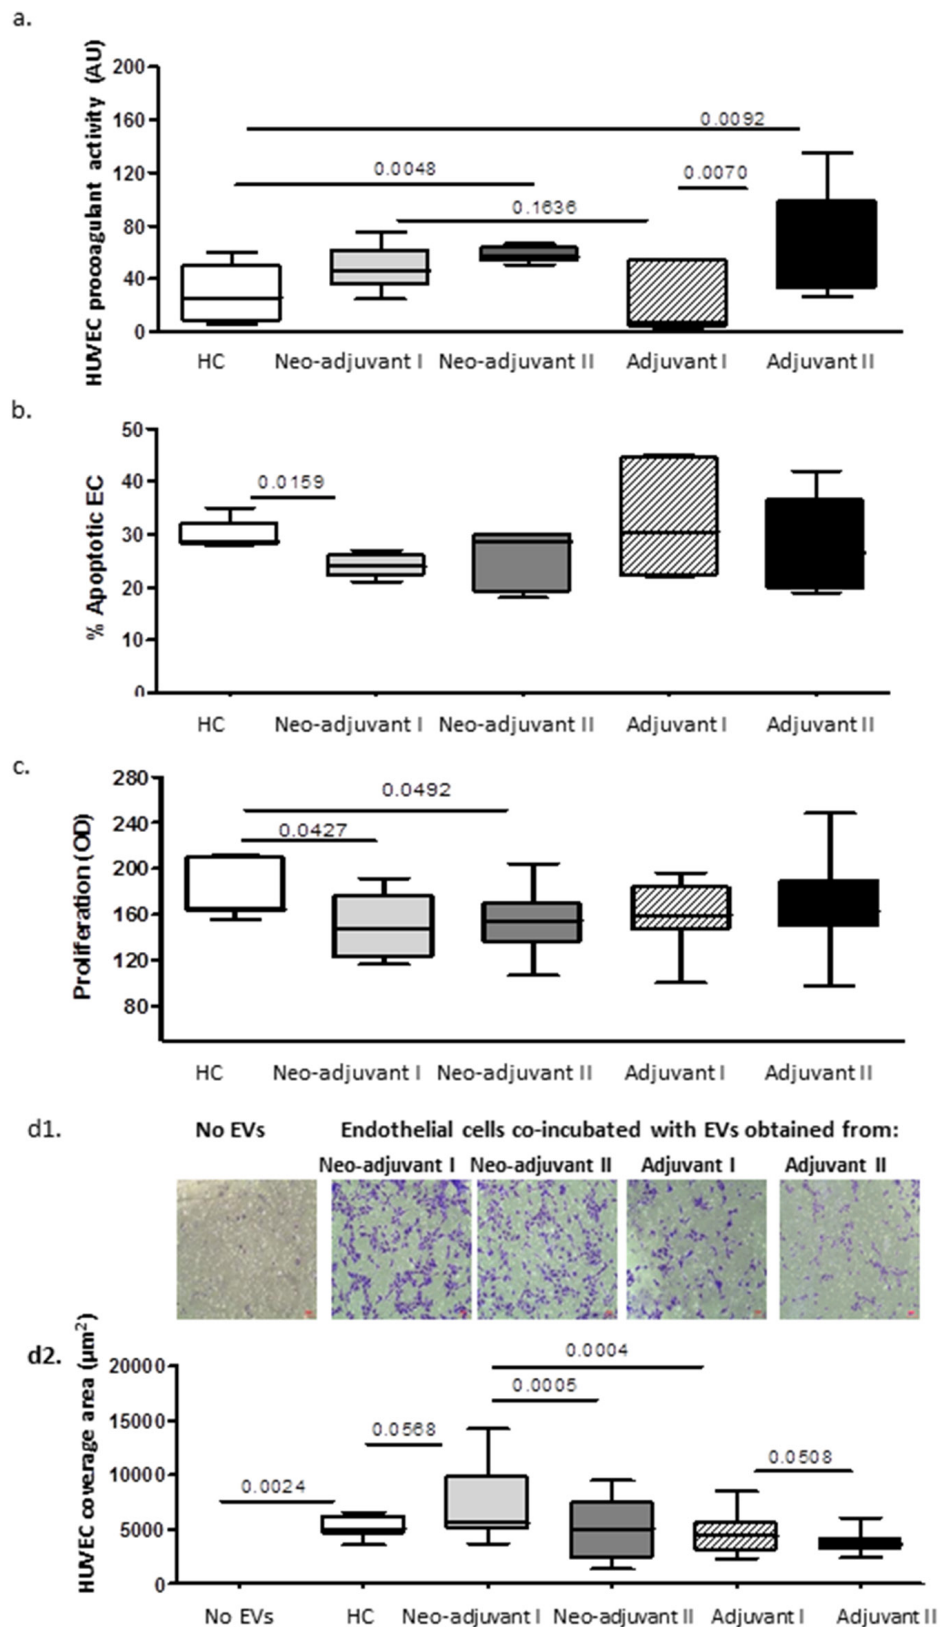 a.
HUVEC procoagulant activity (AU)
200
160
120
80
40
0
0.0092
0.0048
0.0070
0.1636
HC Neo-adjuvant I Neo-adjuvant II Adjuvant I Adjuvant II
b.
% Apoptotic EC
50
40
30
20
10
0
0.0159
HC Neo-adjuvant I Neo-adjuvant II Adjuvant I Adjuvant II
c.
Proliferation (OD)
280
240
200
160
120
80
0.0492
0.0427
HC Neo-adjuvant I Neo-adjuvant II Adjuvant I Adjuvant II
d1.
No EVs Endothelial cells co-incubated with EVs obtained from:
Neo-adjuvant I Neo-adjuvant II Adjuvant I Adjuvant II
d2.
HUVEC coverage area (µm²)
20000
15000
10000
5000
0
0.0004
0.0005
0.0568
0.0508
0.0024
No EVs HC Neo-adjuvant I Neo-adjuvant II Adjuvant I Adjuvant II